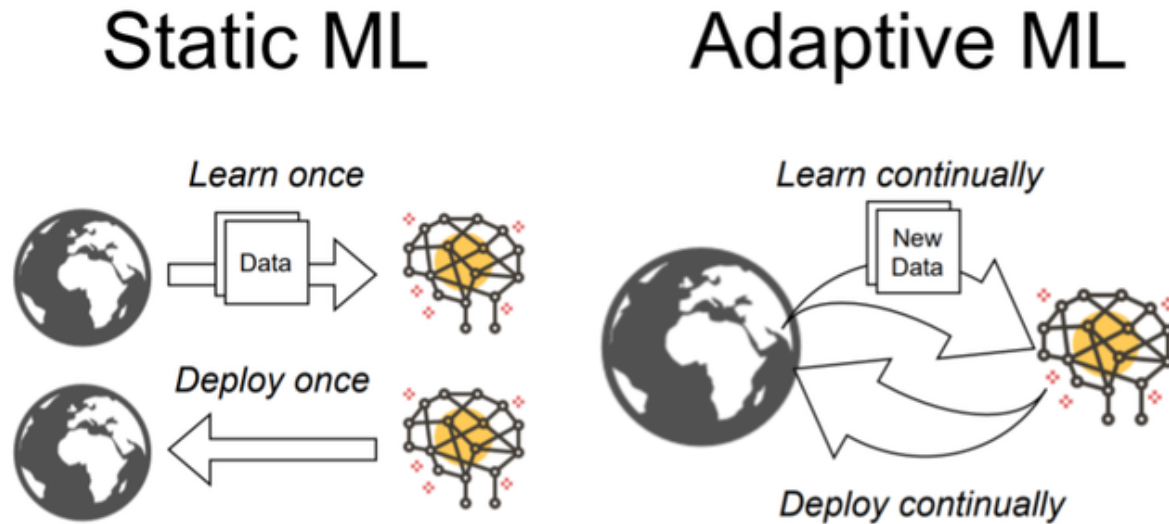 Static ML
Learn once
Data
Deploy once
Adaptive ML
Learn continually
New
Data
Deploy continually